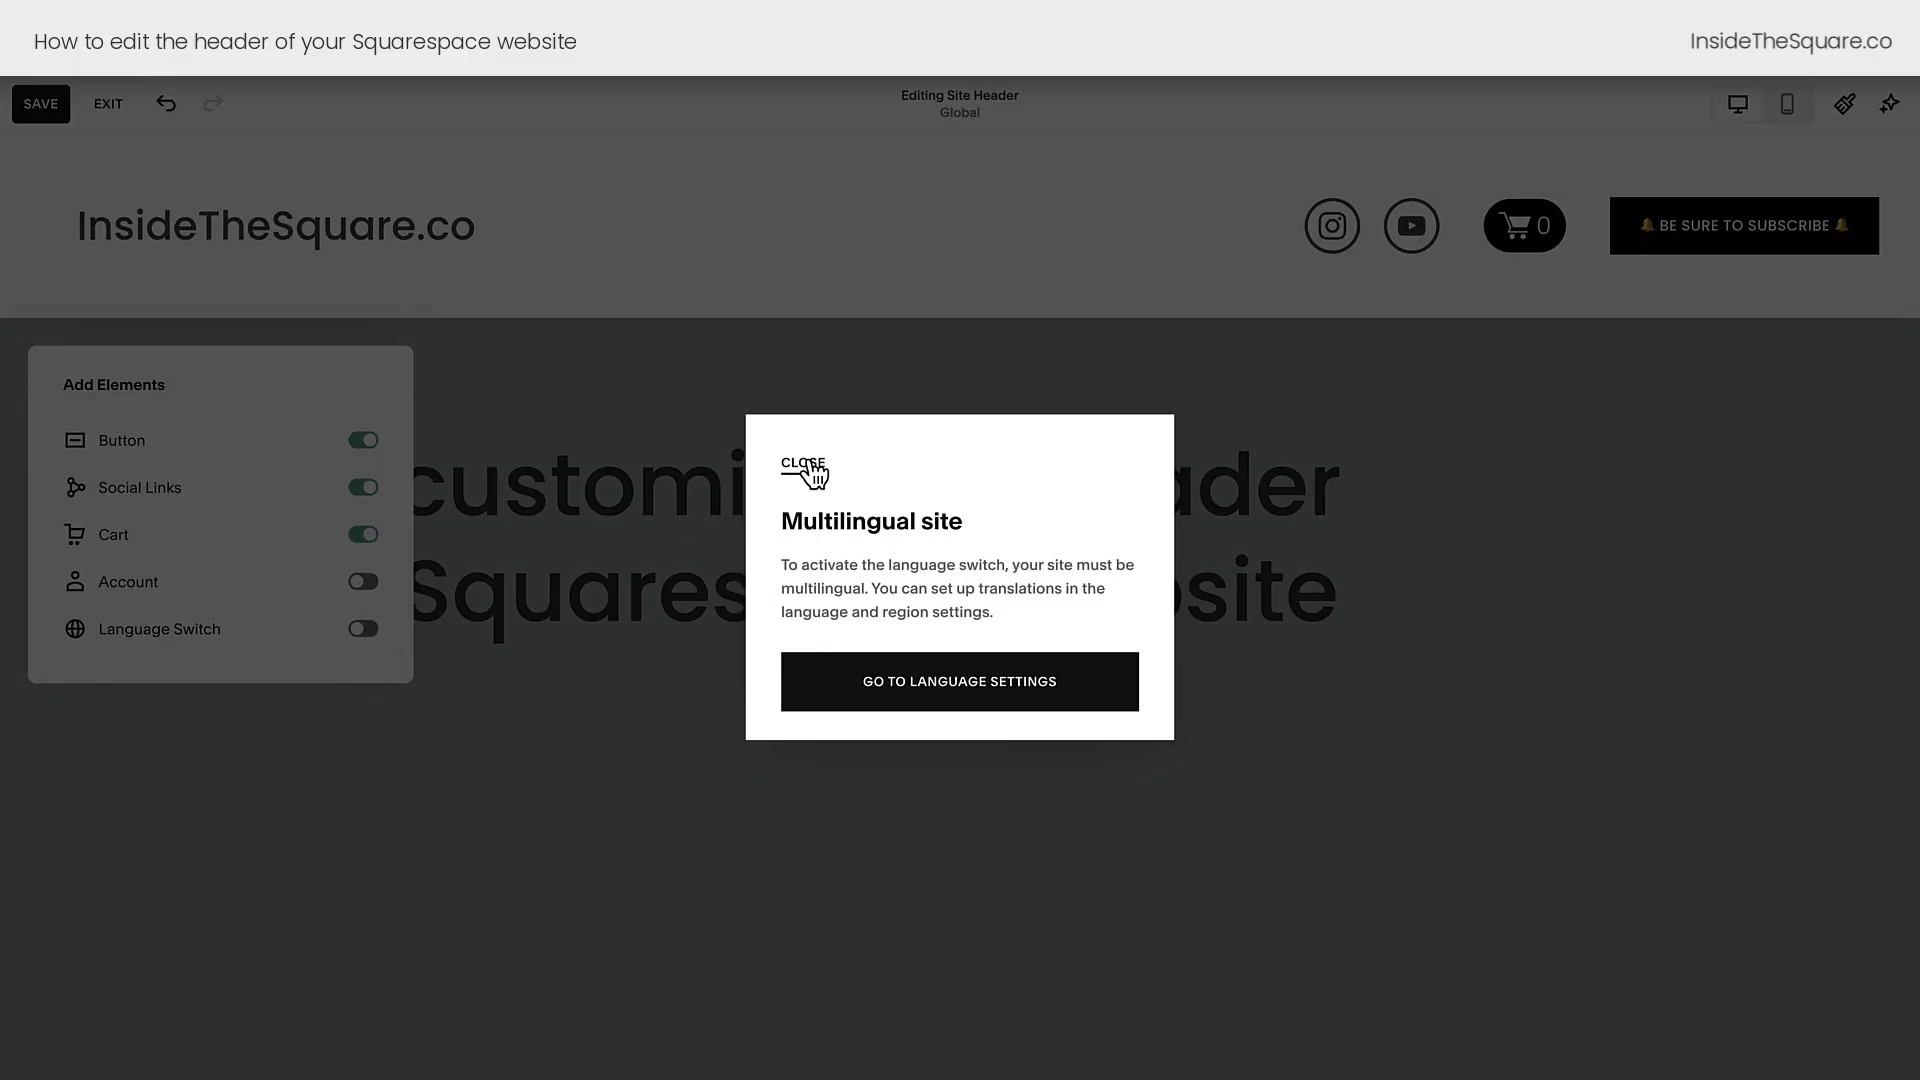 How to edit the header of your Squarespace website
InsideTheSquare.co
SAVE
EXIT
Editing Site Header
Global
InsideTheSquare.co
0
🔔 BE SURE TO SUBSCRIBE 🔔
Add Elements
Button
Social Links
Cart
Account
Language Switch
customi
ader
Squares
site
CLOSE
Multilingual site
To activate the language switch, your site must be
multilingual. You can set up translations in the
language and region settings.
GO TO LANGUAGE SETTINGS